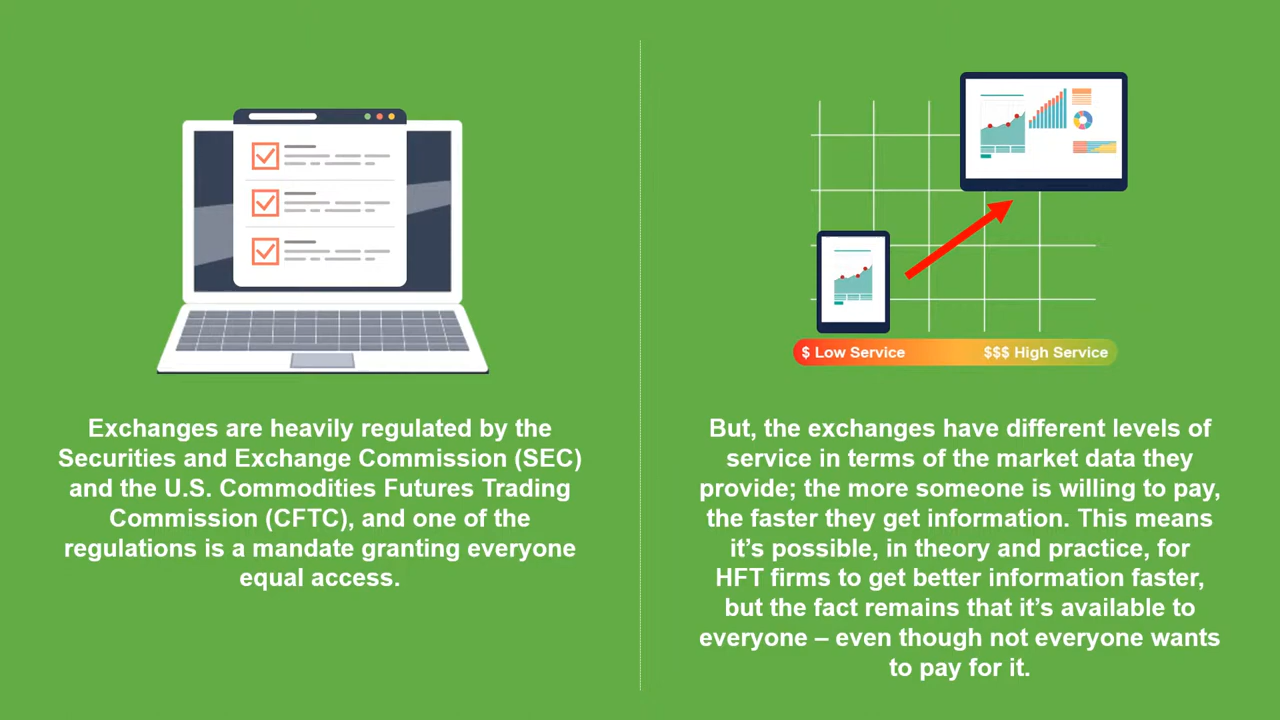 Exchanges are heavily regulated by the
Securities and Exchange Commission (SEC)
and the U.S. Commodities Futures Trading
Commission (CFTC), and one of the
regulations is a mandate granting everyone
equal access.
$ Low Service
$$$ High Service
But, the exchanges have different levels of
service in terms of the market data they
provide; the more someone is willing to pay,
the faster they get information. This means
it’s possible, in theory and practice, for
HFT firms to get better information faster,
but the fact remains that it’s available to
everyone – even though not everyone wants
to pay for it.